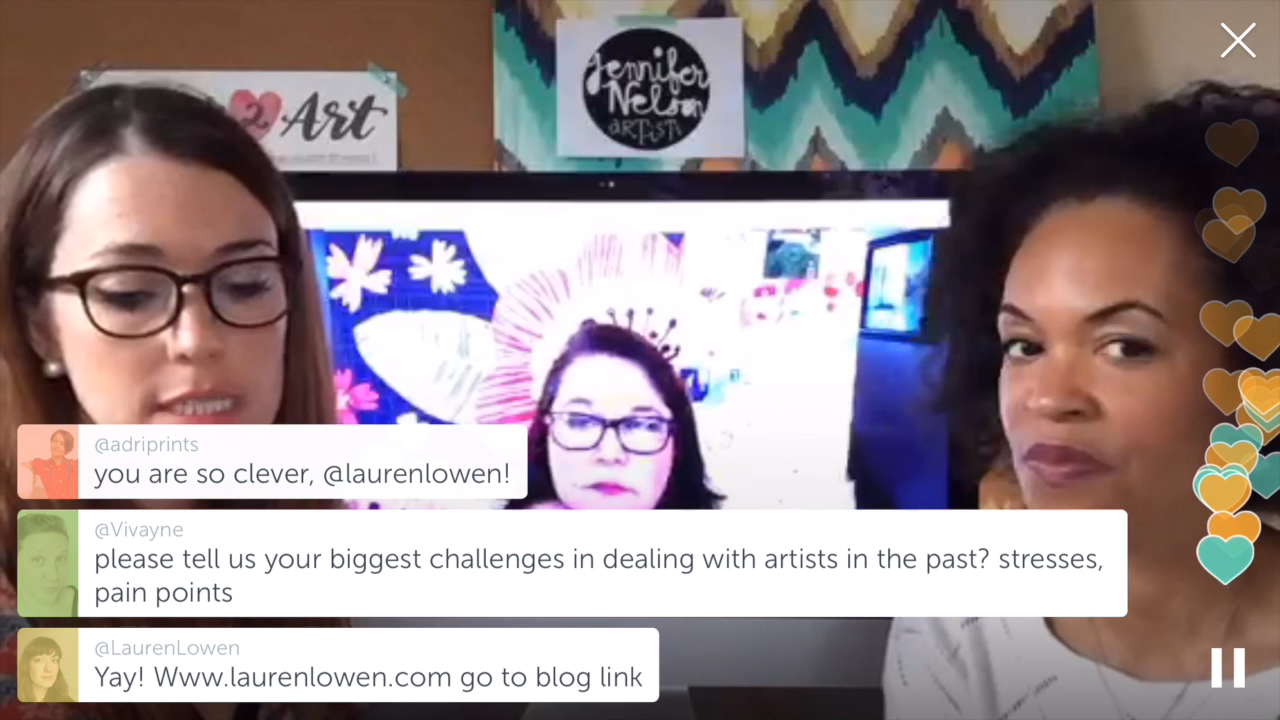 2 Art
Jennifer
Nelson
ARTIST
@adriprints
you are so clever, @laurenlowen!
@Vivayne
please tell us your biggest challenges in dealing with artists in the past? stresses,
pain points
@LaurenLowen
Yay! Www.laurenlowen.com go to blog link